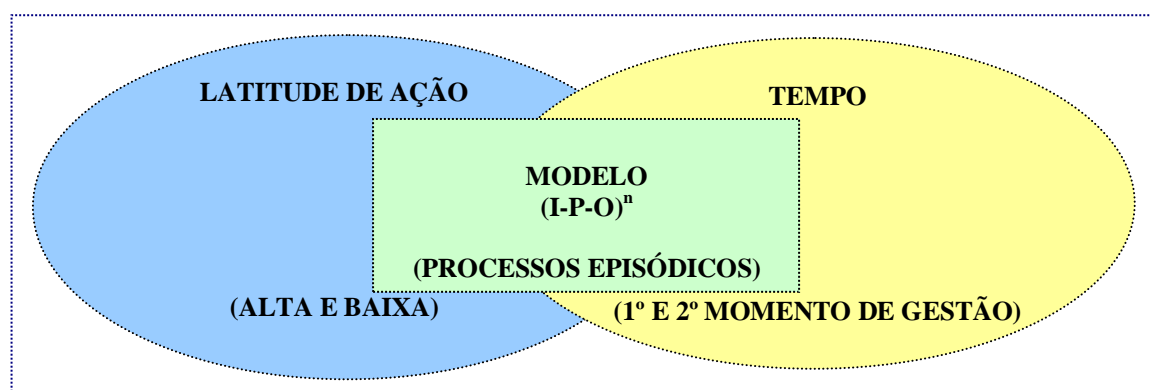 LATITUDE DE AÇÃO
TEMPO
MODELO
(I-P-O)ⁿ
(PROCESSOS EPISÓDICOS)
(ALTA E BAIXA)
(1º E 2º MOMENTO DE GESTÃO)